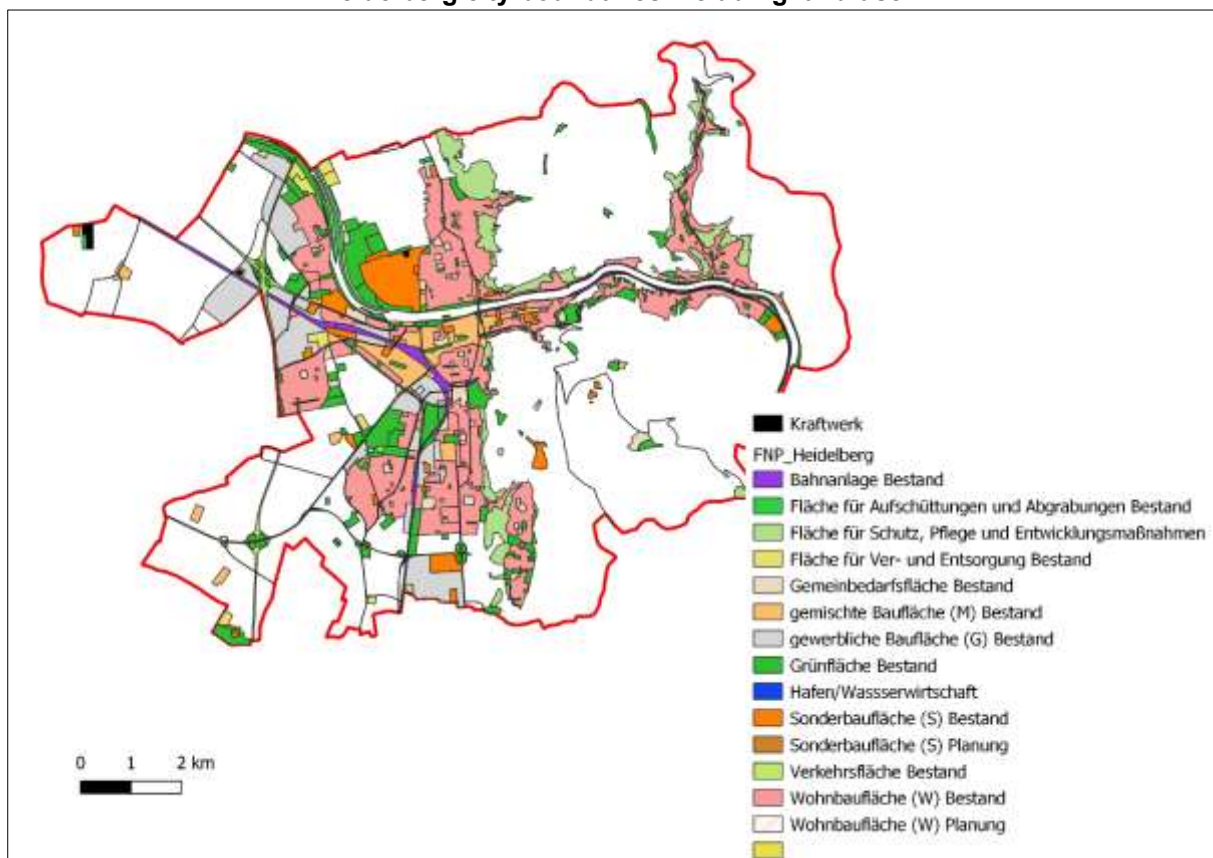 0 1 2 km
Kraftwerk
FNP_Heidelberg
Bahnanlage Bestand
Fläche für Aufschüttungen und Abgrabungen Bestand
Fläche für Schutz, Pflege und Entwicklungsmaßnahmen
Fläche für Ver- und Entsorgung Bestand
Gemeinbedarfsfläche Bestand
gemischte Baufläche (M) Bestand
gewerbliche Baufläche (G) Bestand
Grünfläche Bestand
Hafen/Wassserwirtschaft
Sonderbaufläche (S) Bestand
Sonderbaufläche (S) Planung
Verkehrsfläche Bestand
Wohnbaufläche (W) Bestand
Wohnbaufläche (W) Planung